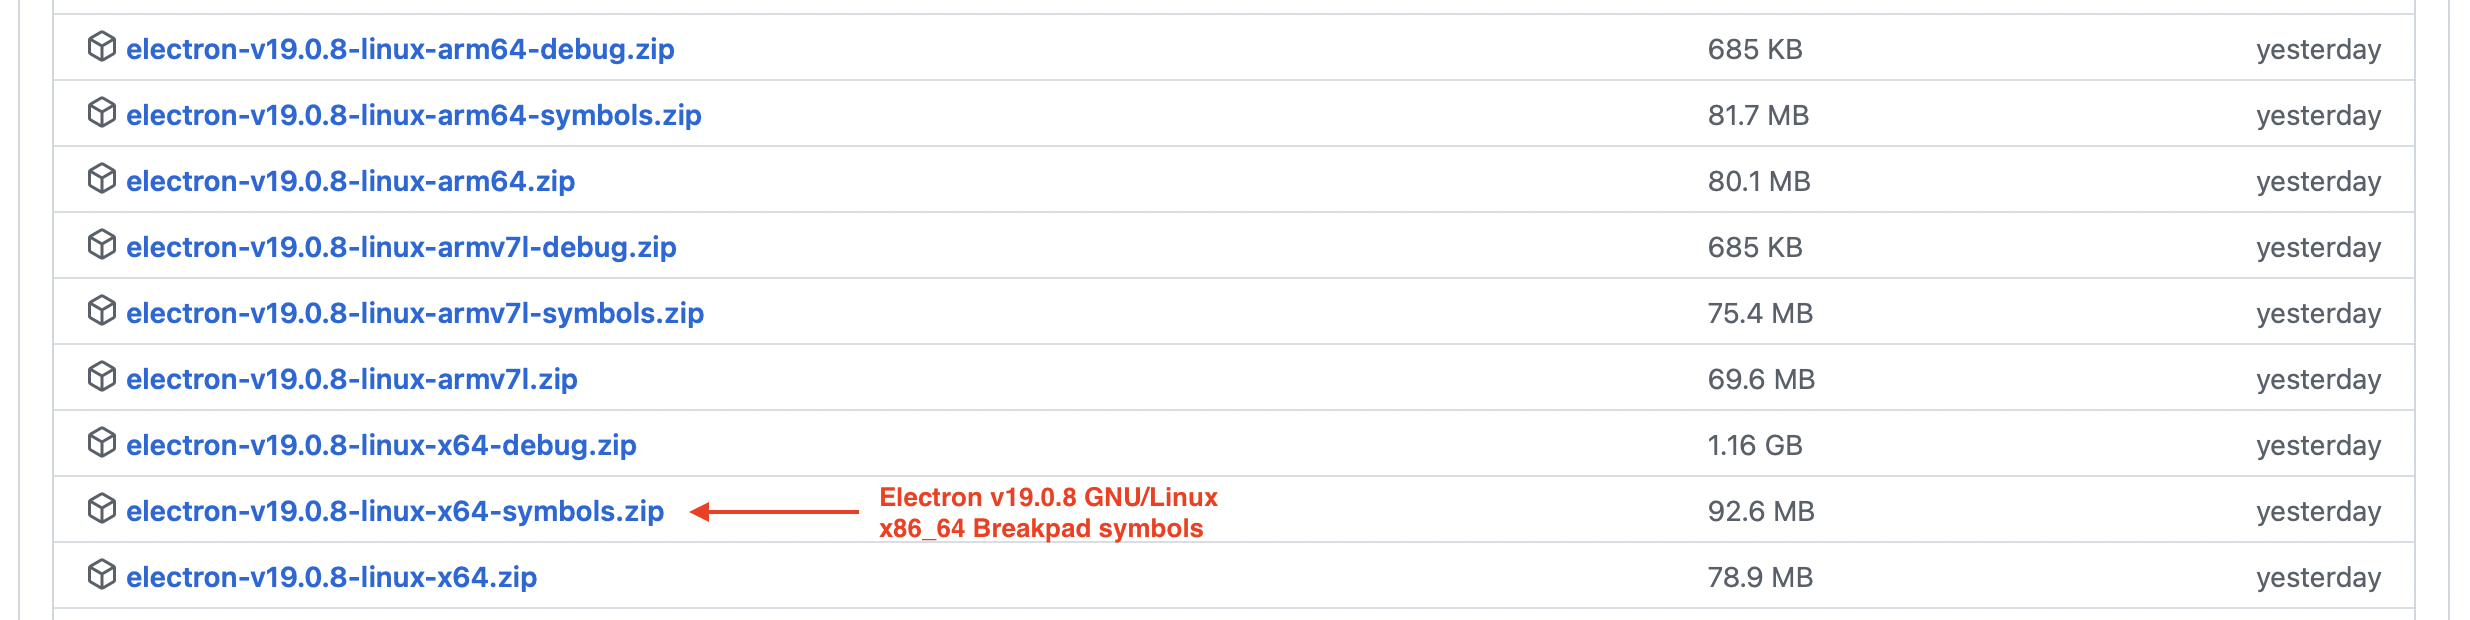 electron-v19.0.8-linux-arm64-debug.zip 685 KB yesterday
electron-v19.0.8-linux-arm64-symbols.zip 81.7 MB yesterday
electron-v19.0.8-linux-arm64.zip 80.1 MB yesterday
electron-v19.0.8-linux-armv7l-debug.zip 685 KB yesterday
electron-v19.0.8-linux-armv7l-symbols.zip 75.4 MB yesterday
electron-v19.0.8-linux-armv7l.zip 69.6 MB yesterday
electron-v19.0.8-linux-x64-debug.zip 1.16 GB yesterday
electron-v19.0.8-linux-x64-symbols.zip 92.6 MB yesterday
Electron v19.0.8 GNU/Linux
x86_64 Breakpad symbols
electron-v19.0.8-linux-x64.zip 78.9 MB yesterday